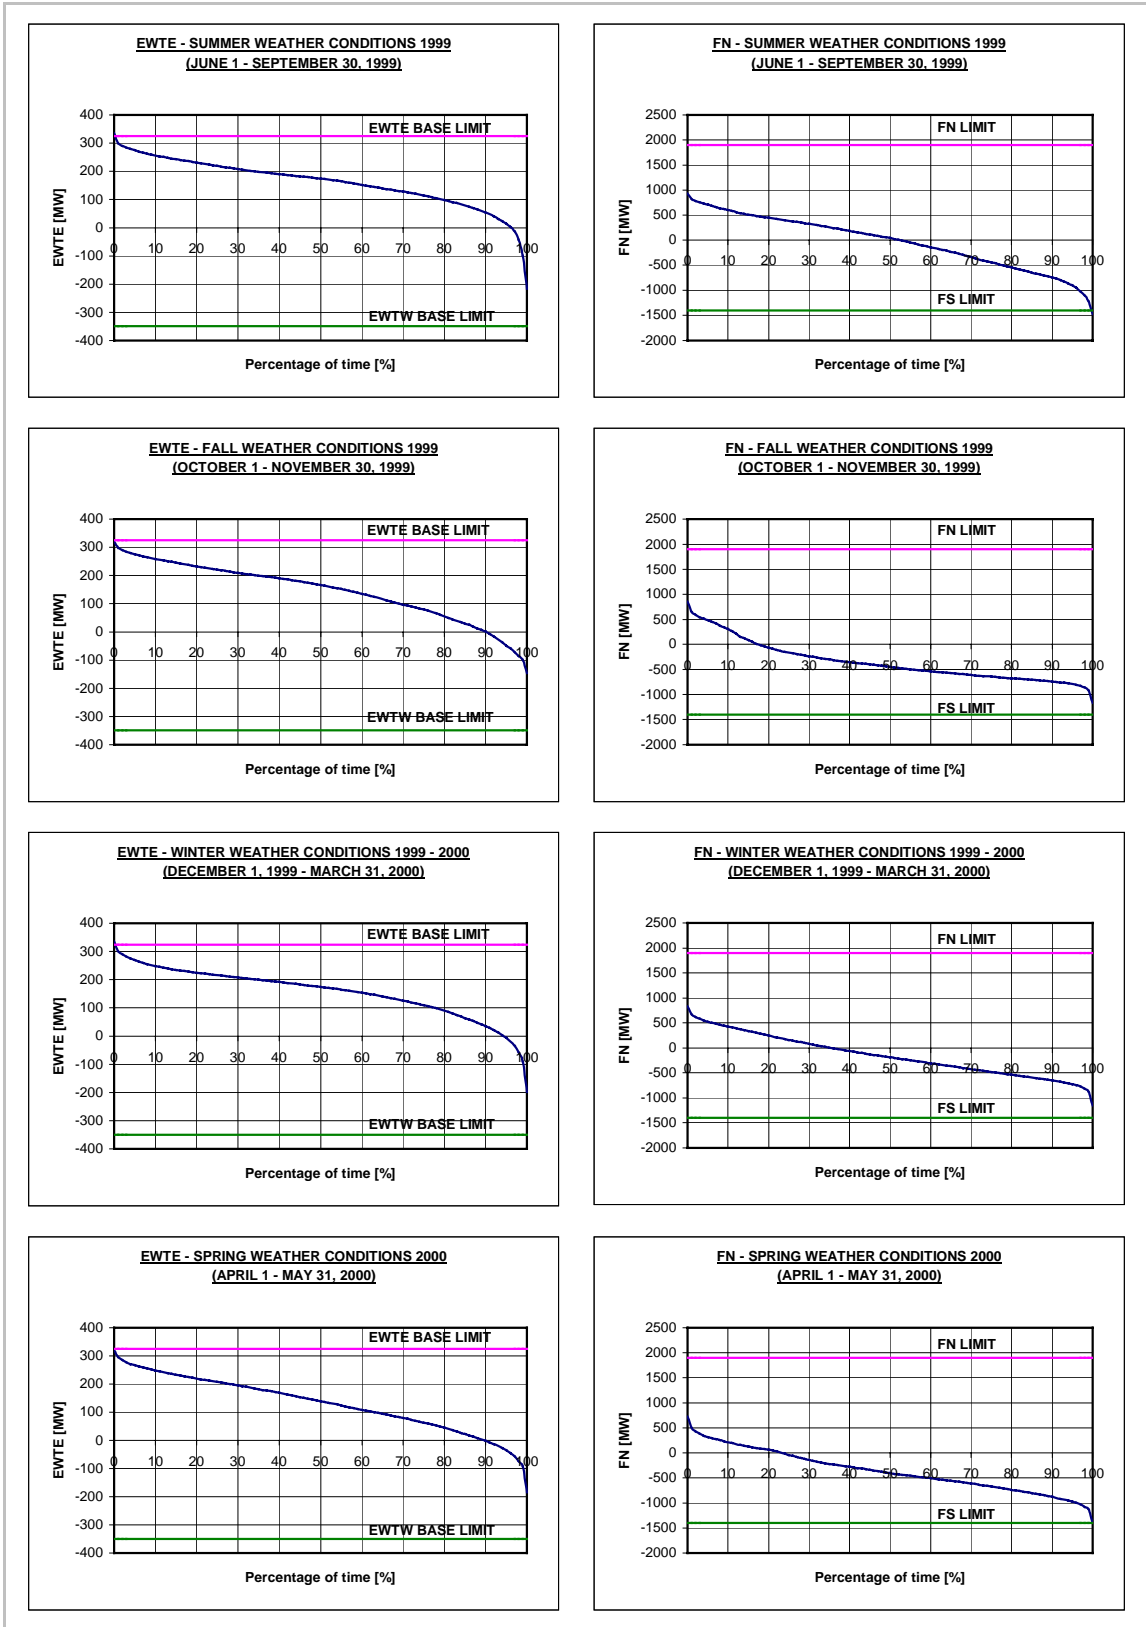 EWTE - SUMMER WEATHER CONDITIONS 1999
(JUNE 1 - SEPTEMBER 30, 1999)
400
300
200
100
0
-100
-200
-300
-400
0 10 20 30 40 50 60 70 80 90 100
EWTE BASE LIMIT
EWTW BASE LIMIT
EWTE [MW]
Percentage of time [%]
FN - SUMMER WEATHER CONDITIONS 1999
(JUNE 1 - SEPTEMBER 30, 1999)
2500
2000
1500
1000
500
0
-500
-1000
-1500
-2000
0 10 20 30 40 50 60 70 80 90 100
FN LIMIT
FS LIMIT
FN [MW]
Percentage of time [%]
EWTE - FALL WEATHER CONDITIONS 1999
(OCTOBER 1 - NOVEMBER 30, 1999)
400
300
200
100
0
-100
-200
-300
-400
0 10 20 30 40 50 60 70 80 90 100
EWTE BASE LIMIT
EWTW BASE LIMIT
EWTE [MW]
Percentage of time [%]
FN - FALL WEATHER CONDITIONS 1999
(OCTOBER 1 - NOVEMBER 30, 1999)
2500
2000
1500
1000
500
0
-500
-1000
-1500
-2000
0 10 20 30 40 50 60 70 80 90 100
FN LIMIT
FS LIMIT
FN [MW]
Percentage of time [%]
EWTE - WINTER WEATHER CONDITIONS 1999 - 2000
(DECEMBER 1, 1999 - MARCH 31, 2000)
400
300
200
100
0
-100
-200
-300
-400
0 10 20 30 40 50 60 70 80 90 100
EWTE BASE LIMIT
EWTW BASE LIMIT
EWTE [MW]
Percentage of time [%]
FN - WINTER WEATHER CONDITIONS 1999 - 2000
(DECEMBER 1, 1999 - MARCH 31, 2000)
2500
2000
1500
1000
500
0
-500
-1000
-1500
-2000
0 10 20 30 40 50 60 70 80 90 100
FN LIMIT
FS LIMIT
FN [MW]
Percentage of time [%]
EWTE - SPRING WEATHER CONDITIONS 2000
(APRIL 1 - MAY 31, 2000)
400
300
200
100
0
-100
-200
-300
-400
0 10 20 30 40 50 60 70 80 90 100
EWTE BASE LIMIT
EWTW BASE LIMIT
EWTE [MW]
Percentage of time [%]
FN - SPRING WEATHER CONDITIONS 2000
(APRIL 1 - MAY 31, 2000)
2500
2000
1500
1000
500
0
-500
-1000
-1500
-2000
0 10 20 30 40 50 60 70 80 90 100
FN LIMIT
FS LIMIT
FN [MW]
Percentage of time [%]